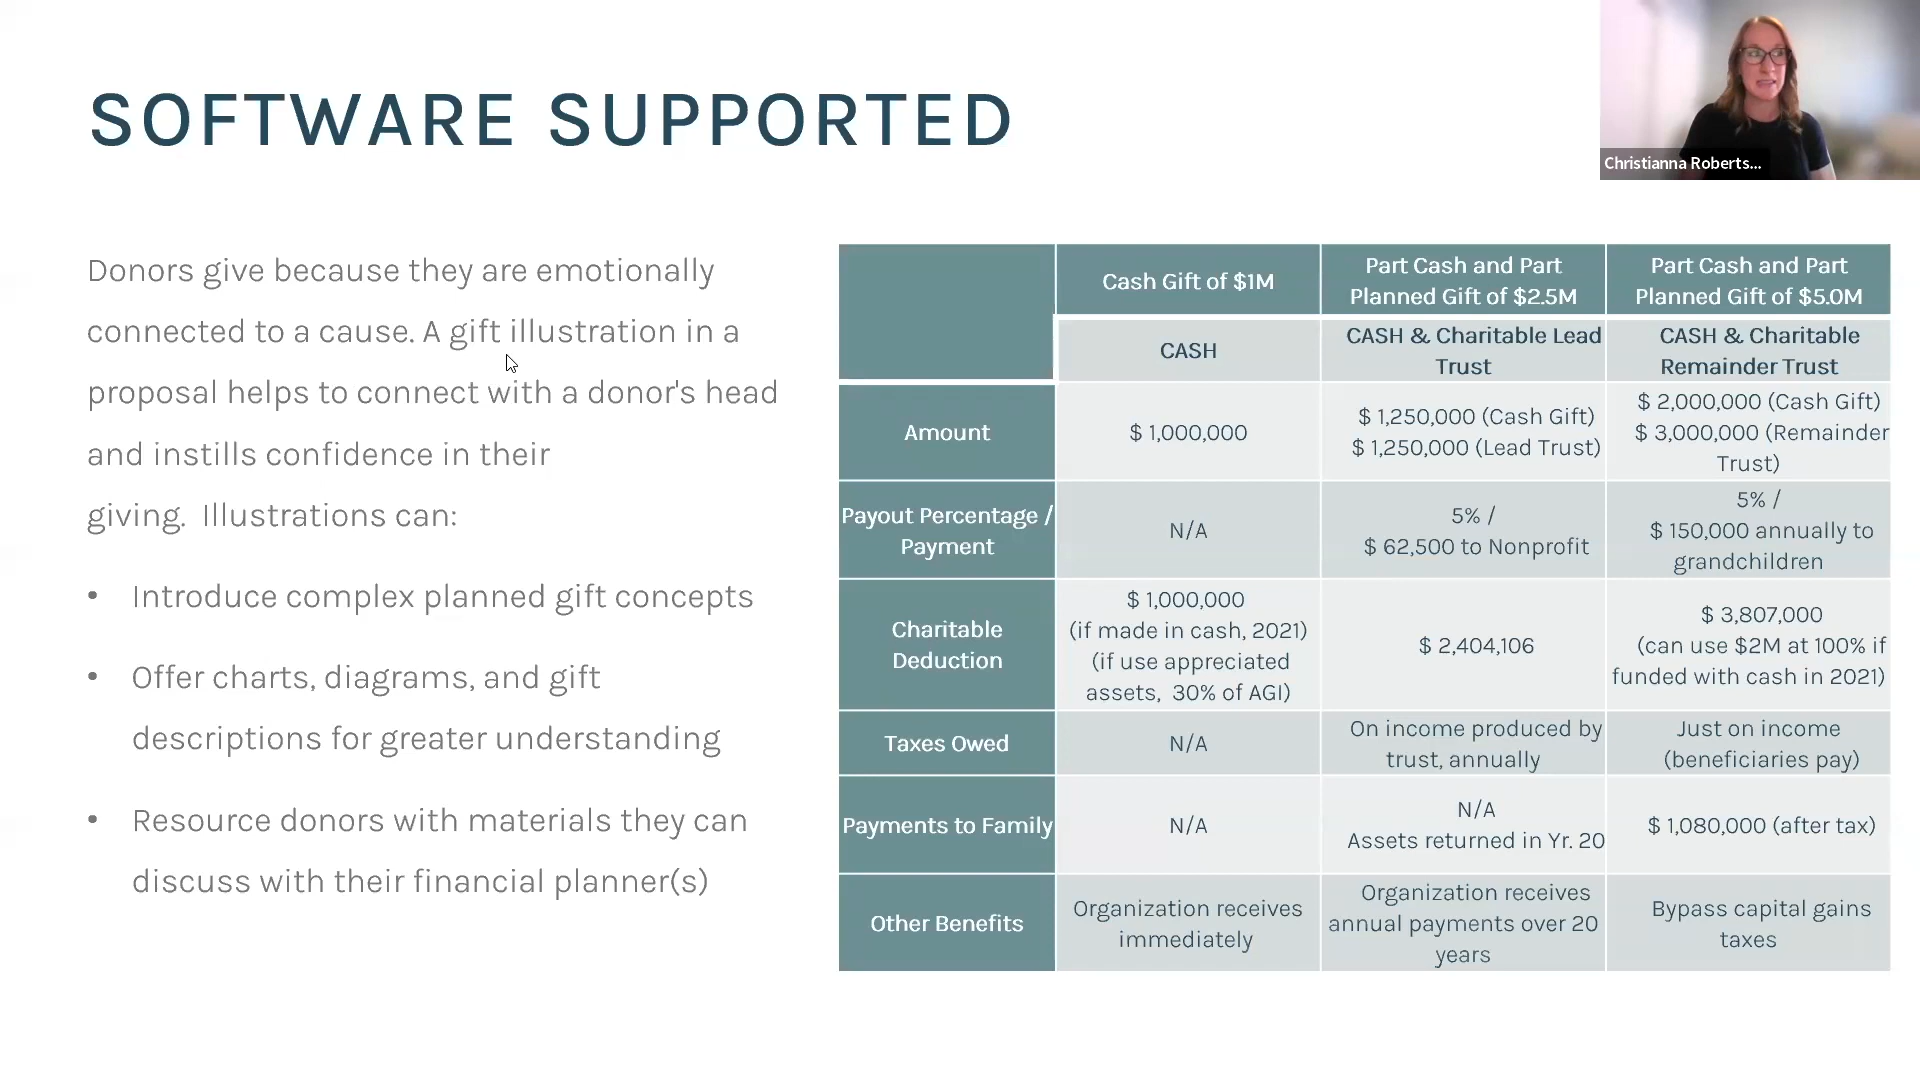 SOFTWARE SUPPORTED
Christianna Roberts...
Donors give because they are emotionally
connected to a cause. A gift illustration in a
proposal helps to connect with a donor's head
and instills confidence in their
giving.  Illustrations can:
• Introduce complex planned gift concepts
• Offer charts, diagrams, and gift
descriptions for greater understanding
• Resource donors with materials they can
discuss with their financial planner(s)
Cash Gift of $1M
Part Cash and Part
Planned Gift of $2.5M
Part Cash and Part
Planned Gift of $5.0M
CASH
CASH & Charitable Lead
Trust
CASH & Charitable
Remainder Trust
Amount
$ 1,000,000
$ 1,250,000 (Cash Gift)
$ 1,250,000 (Lead Trust)
$ 2,000,000 (Cash Gift)
$ 3,000,000 (Remainder
Trust)
Payout Percentage /
Payment
N/A
5% /
$ 62,500 to Nonprofit
5% /
$ 150,000 annually to
grandchildren
Charitable
Deduction
$ 1,000,000
(if made in cash, 2021)
(if use appreciated
assets,  30% of AGI)
$ 2,404,106
$ 3,807,000
(can use $2M at 100% if
funded with cash in 2021)
Taxes Owed
N/A
On income produced by
trust, annually
Just on income
(beneficiaries pay)
Payments to Family
N/A
N/A
Assets returned in Yr. 20
$ 1,080,000 (after tax)
Other Benefits
Organization receives
immediately
Organization receives
annual payments over 20
years
Bypass capital gains
taxes